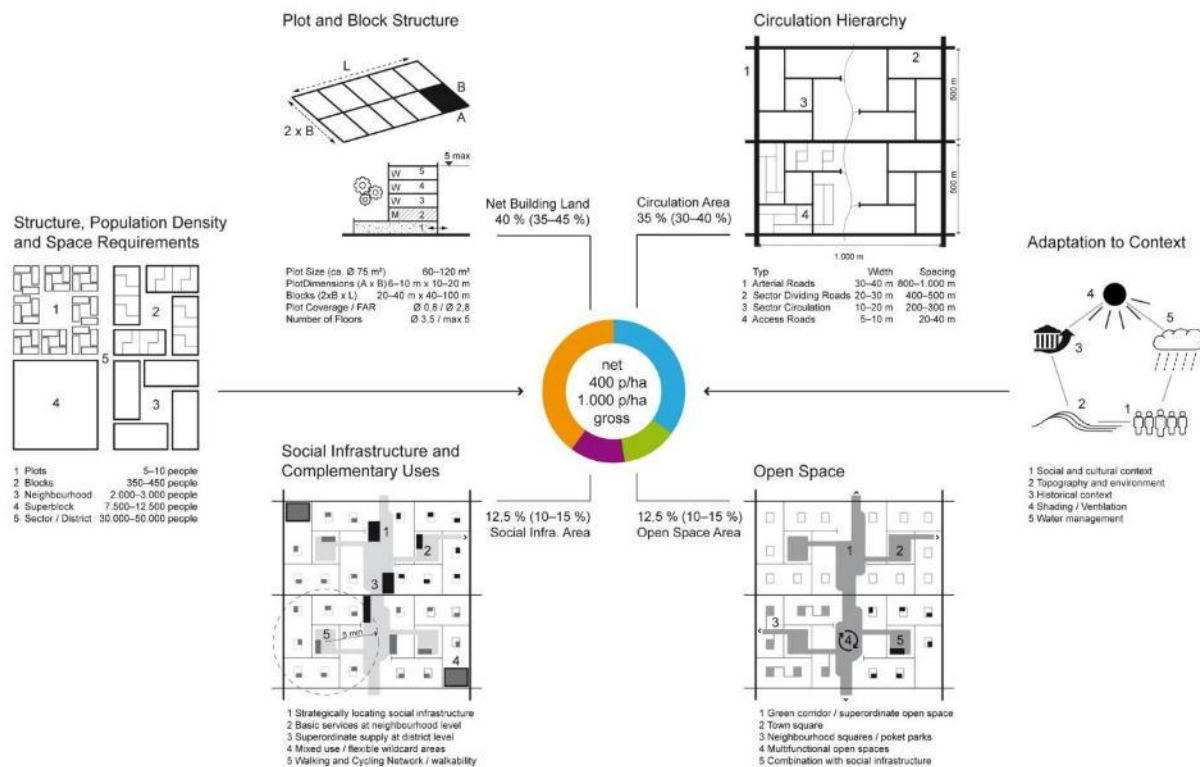 Plot and Block Structure
L
B
A
2 x B
5 max
W 5
W 4
W 3
M 2
1
Net Building Land
40 % (35–45 %)
Plot Size (ca. Ø 75 m²) 60–120 m²
PlotDimensions (A x B) 6–10 m x 10–20 m
Blocks (2xB x L) 20–40 m x 40–100 m
Plot Coverage / FAR Ø 0,8 / Ø 2,8
Number of Floors Ø 3,5 / max 5
Circulation Hierarchy
1
2
3
4
500 m
500 m
1.000 m
Circulation Area
35 % (30–40 %)
Typ Width Spacing
1 Arterial Roads 30–40 m 800–1.000 m
2 Sector Dividing Roads 20–30 m 400–500 m
3 Sector Circulation 10–20 m 200–300 m
4 Access Roads 5–10 m 20-40 m
Structure, Population Density
and Space Requirements
1
2
5
4
3
1 Plots 5–10 people
2 Blocks 350–450 people
3 Neighbourhood 2.000–3.000 people
4 Superblock 7.500–12.500 people
5 Sector / District 30.000–50.000 people
net
400 p/ha
1.000 p/ha
gross
Adaptation to Context
4
5
3
2
1
1 Social and cultural context
2 Topography and environment
3 Historical context
4 Shading / Ventilation
5 Water management
Social Infrastructure and
Complementary Uses
12,5 % (10–15 %)
Social Infra. Area
1
2
3
5
5 min
4
1 Strategically locating social infrastructure
2 Basic services at neighbourhood level
3 Superordinate supply at district level
4 Mixed use / flexible wildcard areas
5 Walking and Cycling Network / walkability
Open Space
12,5 % (10–15 %)
Open Space Area
1
2
3
4
5
1 Green corridor / superordinate open space
2 Town square
3 Neighbourhood squares / poket parks
4 Multifunctional open spaces
5 Combination with social infrastructure